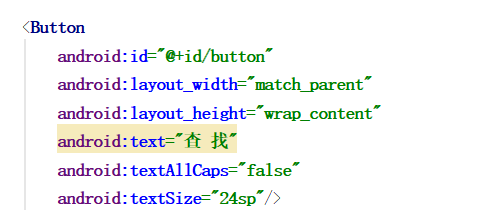 <Button
android:id="@+id/button"
android:layout_width="match_parent"
android:layout_height="wrap_content"
android:text="查 找"
android:textAllCaps="false"
android:textSize="24sp"/>